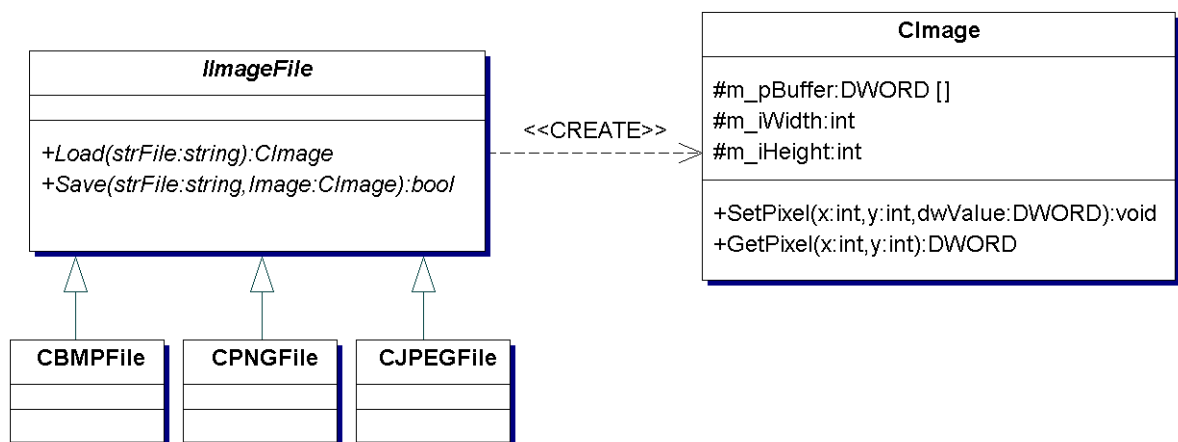 IImageFile
+Load(strFile:string):CImage
+Save(strFile:string,Image:CImage):bool
<<CREATE>>
CImage
#m_pBuffer:DWORD []
#m_iWidth:int
#m_iHeight:int
+SetPixel(x:int,y:int,dwValue:DWORD):void
+GetPixel(x:int,y:int):DWORD
CBMPFile
CPNGFile
CJPEGFile